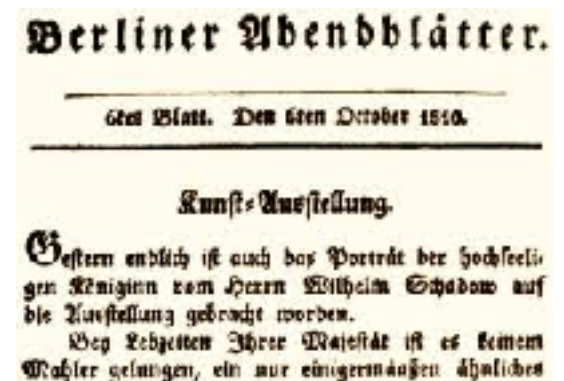 Berliner Abendblätter.
6tes Blatt. Den 6ten October 1810.
Kunst-Ausstellung.
Gestern endlich ist auch das Porträt der hochseeli-
gen Königinn vom Herrn Wilhelm Schadow auf
die Ausstellung gebracht worden.
Bey Lebzeiten Ihrer Majestät ist es keinem
Mahler gelungen, ein nur einigermaaßen ähnliches